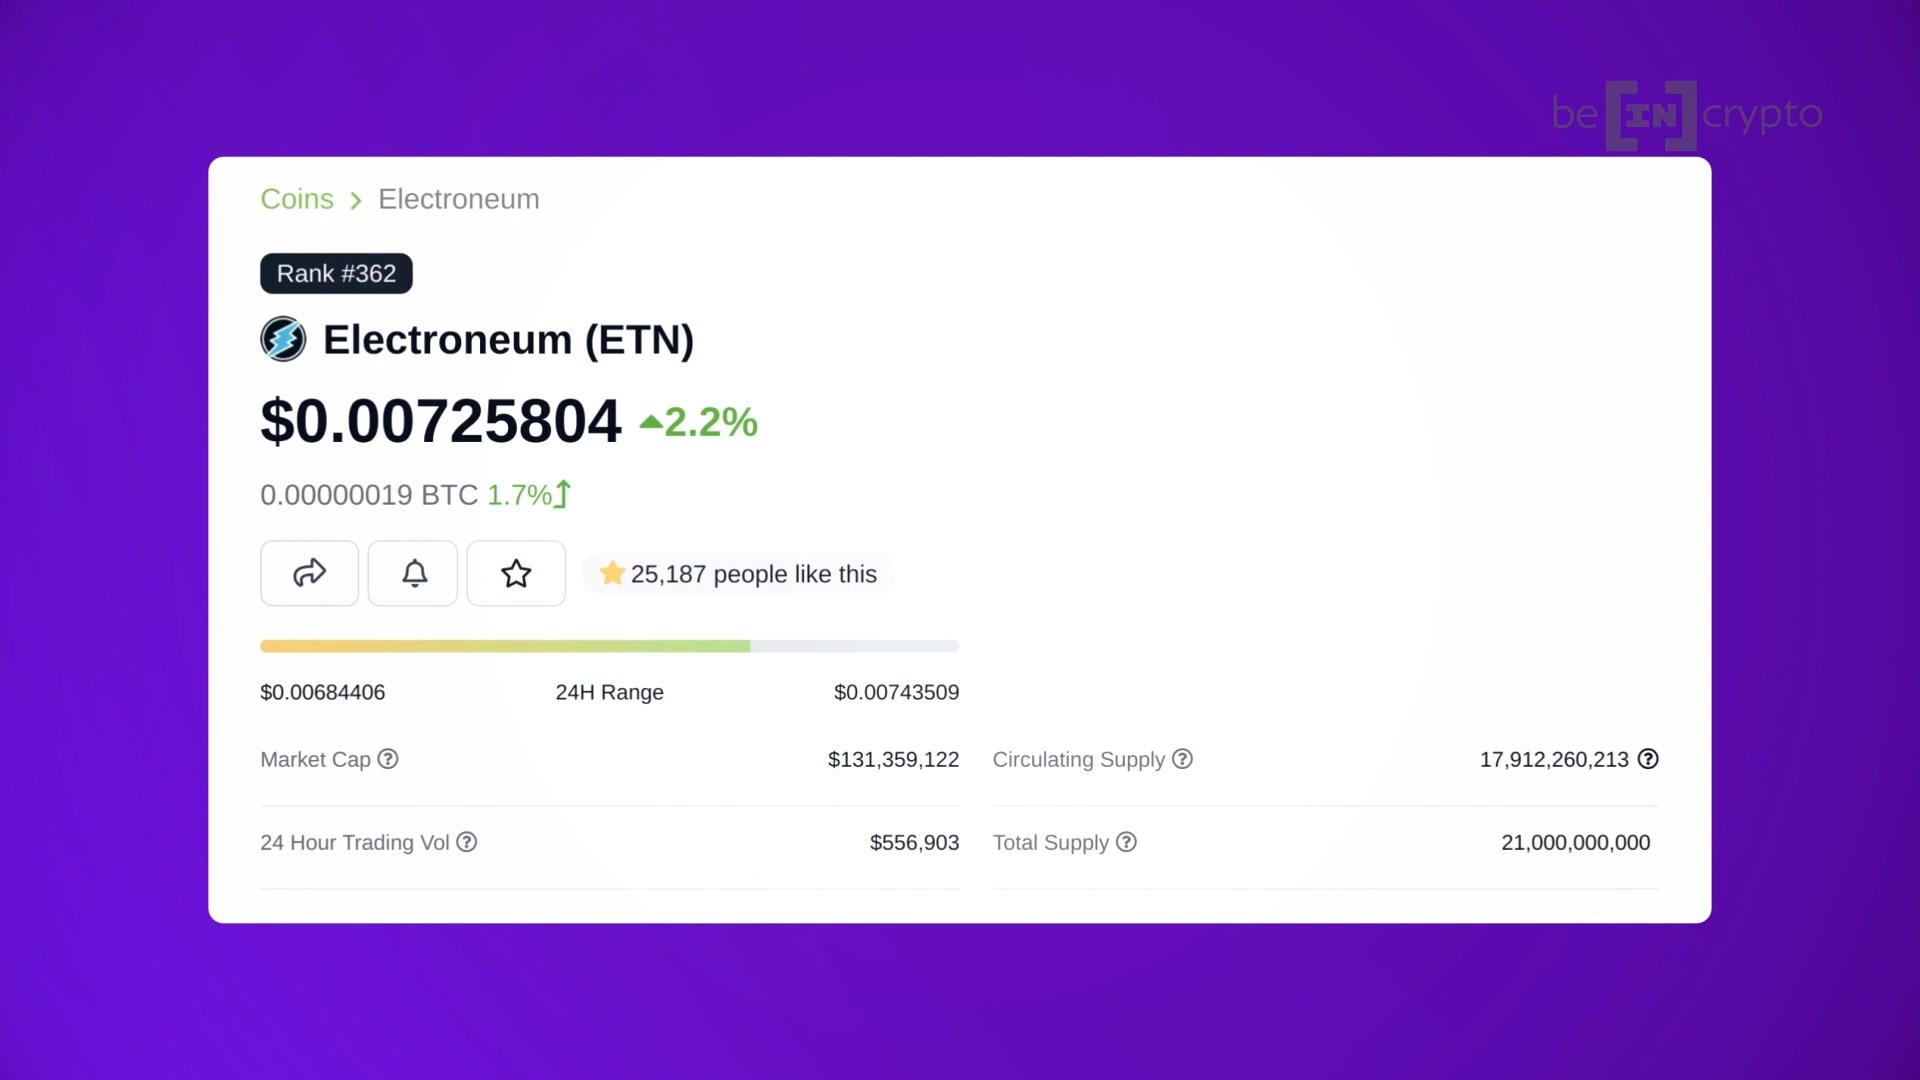 be [IN] crypto
Coins > Electroneum
Rank #362
Electroneum (ETN)
$0.00725804 ▲2.2%
0.00000019 BTC 1.7%
25,187 people like this
$0.00684406 24H Range $0.00743509
Market Cap $131,359,122 Circulating Supply 17,912,260,213
24 Hour Trading Vol $556,903 Total Supply 21,000,000,000